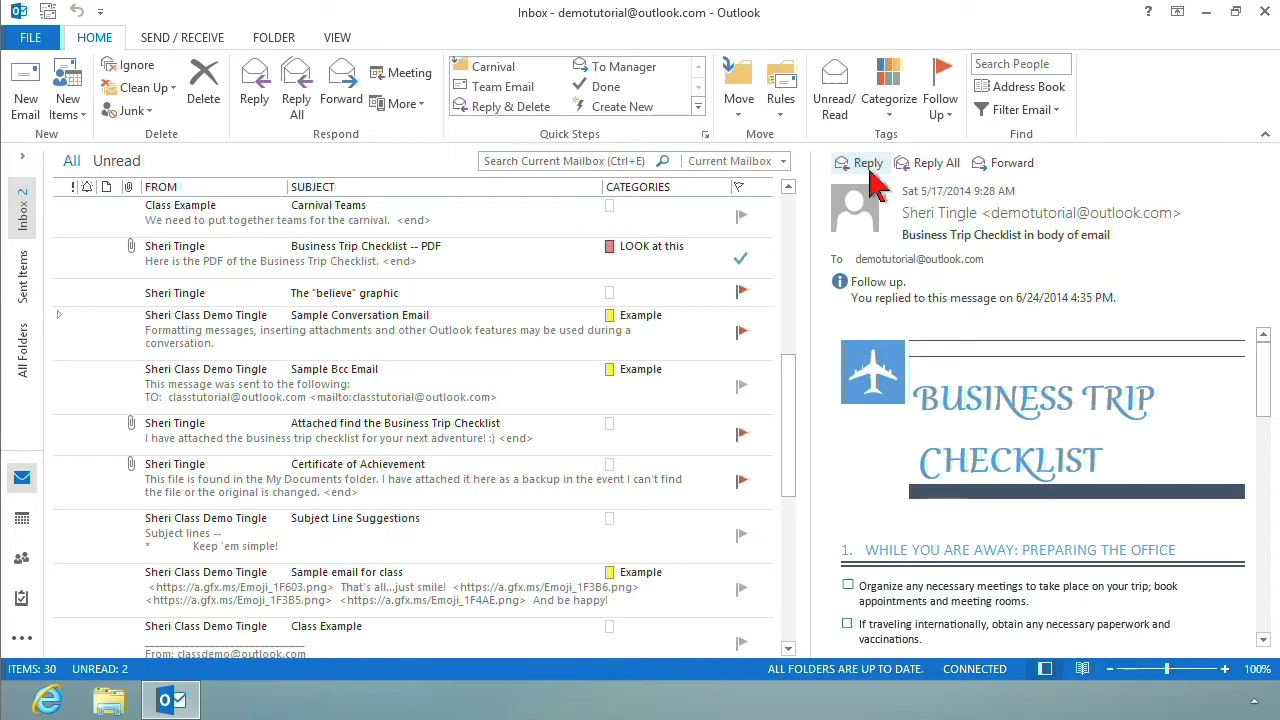 Inbox - demotutorial@outlook.com - Outlook
?
FILE HOME SEND / RECEIVE FOLDER VIEW
New Email
New Items
Ignore
Clean Up
Junk
Delete
Reply
Reply All
Forward
Meeting
More
Carnival
Team Email
Reply & Delete
To Manager
Done
Create New
Move
Rules
Unread/ Read
Categorize
Follow Up
Search People
Address Book
Filter Email
New Delete Respond Quick Steps Move Tags Find
All Unread
Search Current Mailbox (Ctrl+E) Current Mailbox
! FROM SUBJECT CATEGORIES
Class Example Carnival Teams
We need to put together teams for the carnival. <end>
Sheri Tingle Business Trip Checklist -- PDF LOOK at this
Here is the PDF of the Business Trip Checklist. <end>
Sheri Tingle The "believe" graphic
Sheri Class Demo Tingle Sample Conversation Email Example
Formatting messages, inserting attachments and other Outlook features may be used during a
conversation.
Sheri Class Demo Tingle Sample Bcc Email Example
This message was sent to the following:
TO: classtutorial@outlook.com <mailto:classtutorial@outlook.com>
Sheri Tingle Attached find the Business Trip Checklist
I have attached the business trip checklist for your next adventure! :) <end>
Sheri Tingle Certificate of Achievement
This file is found in the My Documents folder. I have attached it here as a backup in the event I can't find
the file or the original is changed. <end>
Sheri Class Demo Tingle Subject Line Suggestions
Subject lines --
* Keep 'em simple!
Sheri Class Demo Tingle Sample email for class Example
<https://a.gfx.ms/Emoji_1F603.png> That's all...just smile! <https://a.gfx.ms/Emoji_1F3B6.png>
<https://a.gfx.ms/Emoji_1F3B5.png> <https://a.gfx.ms/Emoji_1F4AE.png> And be happy!
Sheri Class Demo Tingle Class Example
From: classdemo@outlook.com
Inbox 2
Sent Items
All Folders
Reply Reply All Forward
Sat 5/17/2014 9:28 AM
Sheri Tingle <demotutorial@outlook.com>
Business Trip Checklist in body of email
To demotutorial@outlook.com
Follow up.
You replied to this message on 6/24/2014 4:35 PM.
BUSINESS TRIP
CHECKLIST
1. WHILE YOU ARE AWAY: PREPARING THE OFFICE
Organize any necessary meetings to take place on your trip; book
appointments and meeting rooms.
If traveling internationally, obtain any necessary paperwork and
vaccinations.
ITEMS: 30 UNREAD: 2 ALL FOLDERS ARE UP TO DATE. CONNECTED 100%